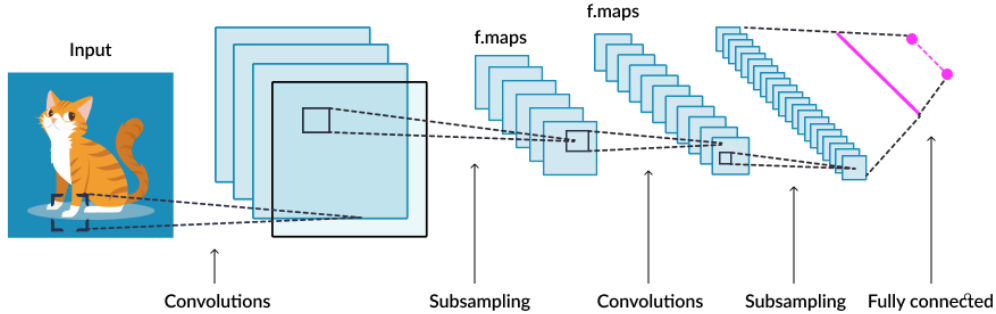 Input
f.maps
f.maps
Convolutions
Subsampling
Convolutions
Subsampling
Fully connected